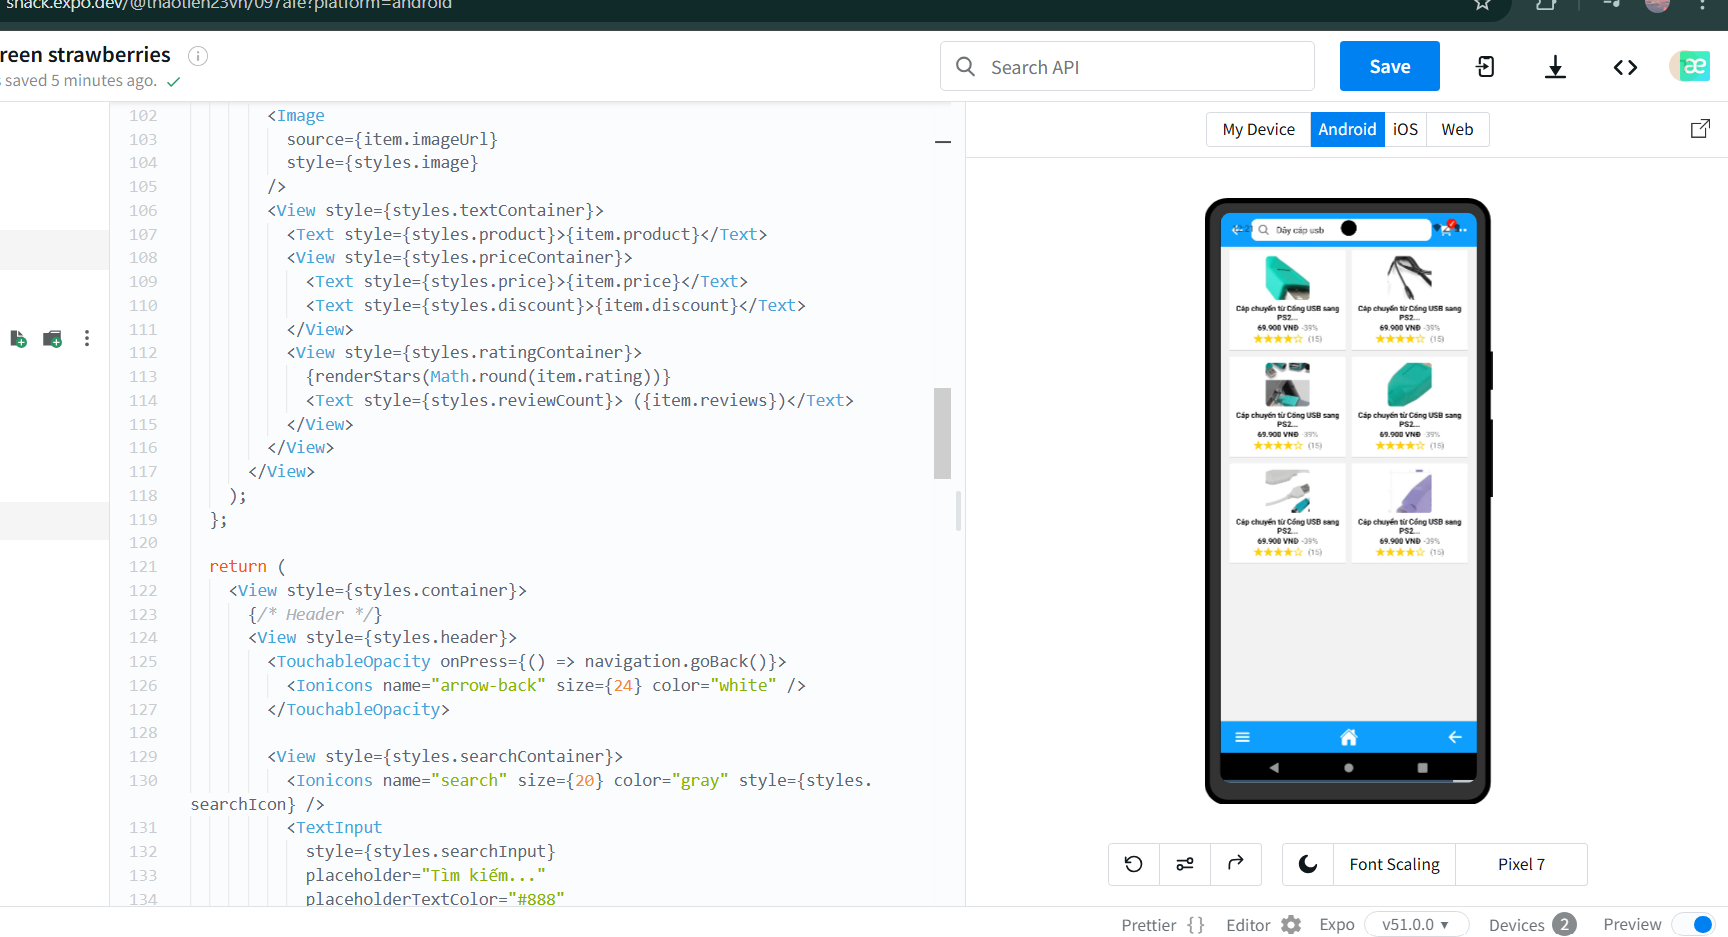 snack.expo.dev/@thaotien23vn/097afe?platform=android
reen strawberries
s saved 5 minutes ago.
Search API
Save
102 <Image
103 source={item.imageUrl}
104 style={styles.image}
105 />
106 <View style={styles.textContainer}>
107 <Text style={styles.product}>{item.product}</Text>
108 <View style={styles.priceContainer}>
109 <Text style={styles.price}>{item.price}</Text>
110 <Text style={styles.discount}>{item.discount}</Text>
111 </View>
112 <View style={styles.ratingContainer}>
113 {renderStars(Math.round(item.rating))}
114 <Text style={styles.reviewCount}> ({item.reviews})</Text>
115 </View>
116 </View>
117 </View>
118 );
119 };
120
121 return (
122 <View style={styles.container}>
123 {/* Header */}
124 <View style={styles.header}>
125 <TouchableOpacity onPress={() => navigation.goBack()}>
126 <Ionicons name="arrow-back" size={24} color="white" />
127 </TouchableOpacity>
128
129 <View style={styles.searchContainer}>
130 <Ionicons name="search" size={20} color="gray" style={styles.
searchIcon} />
131 <TextInput
132 style={styles.searchInput}
133 placeholder="Tìm kiếm..."
134 placeholderTextColor="#888"
My Device Android iOS Web
Dây cáp usb
Cáp chuyển từ Cổng USB sang PS2...
69.900 VNĐ -39%
★★★★☆ (15)
Cáp chuyển từ Cổng USB sang PS2...
69.900 VNĐ -39%
★★★★☆ (15)
Cáp chuyển từ Cổng USB sang PS2...
69.900 VNĐ -39%
★★★★☆ (15)
Cáp chuyển từ Cổng USB sang PS2...
69.900 VNĐ -39%
★★★★☆ (15)
Cáp chuyển từ Cổng USB sang PS2...
69.900 VNĐ -39%
★★★★☆ (15)
Cáp chuyển từ Cổng USB sang PS2...
69.900 VNĐ -39%
★★★★☆ (15)
Font Scaling Pixel 7
Prettier {} Editor Expo v51.0.0 ▾ Devices 2 Preview